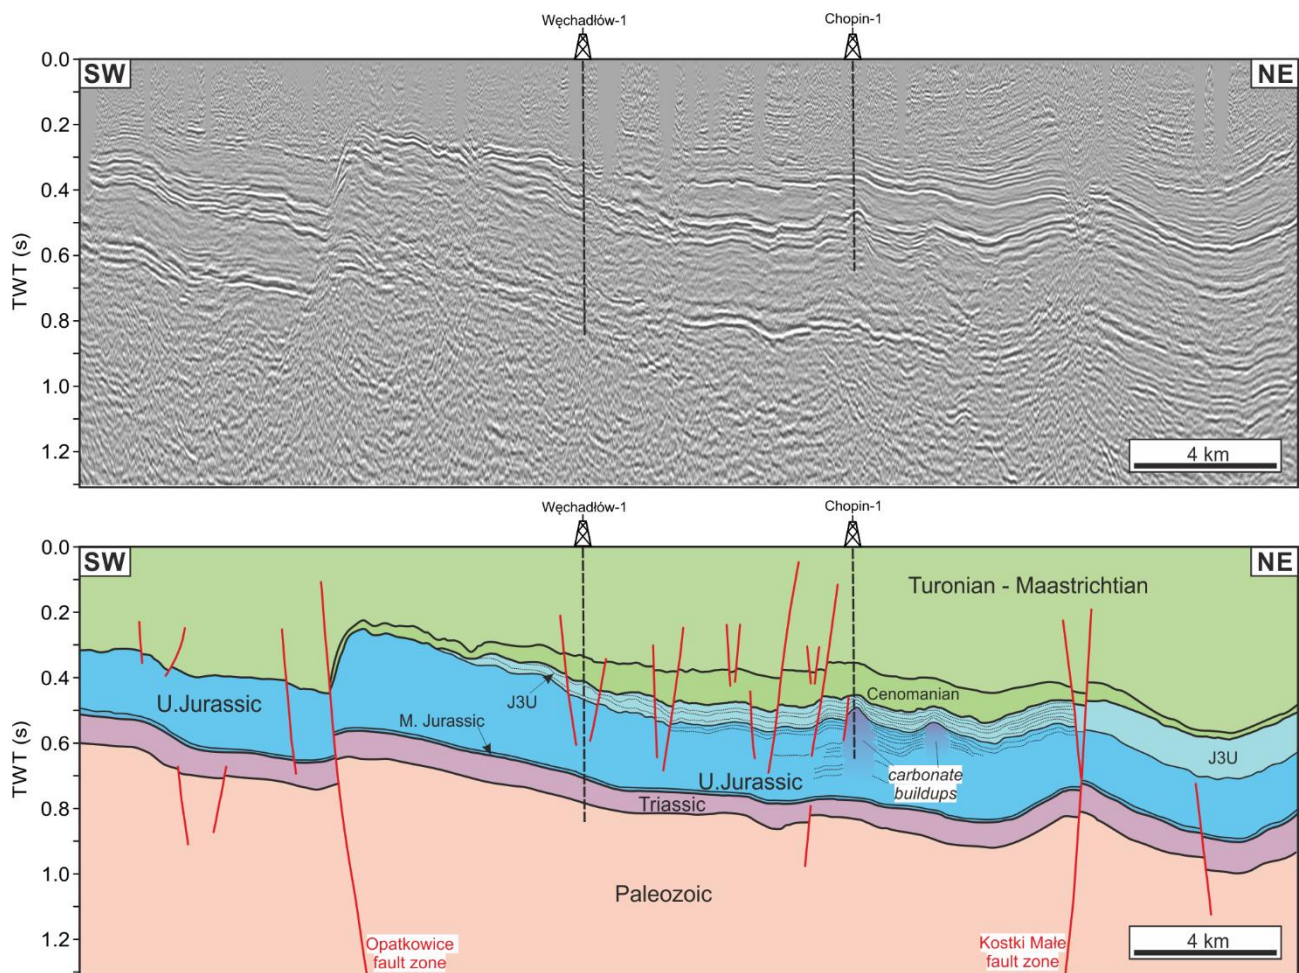 Węchadłów-1
Chopin-1
0.0
SW
NE
0.2
0.4
0.6
TWT (s)
0.8
1.0
1.2
4 km
Węchadłów-1
Chopin-1
0.0
SW
NE
Turonian - Maastrichtian
0.2
0.4
U.Jurassic
J3U
Cenomanian
M. Jurassic
0.6
TWT (s)
U.Jurassic
carbonate
buildups
J3U
Triassic
0.8
Paleozoic
1.0
Opatkowice
fault zone
Kostki Małe
fault zone
4 km
1.2